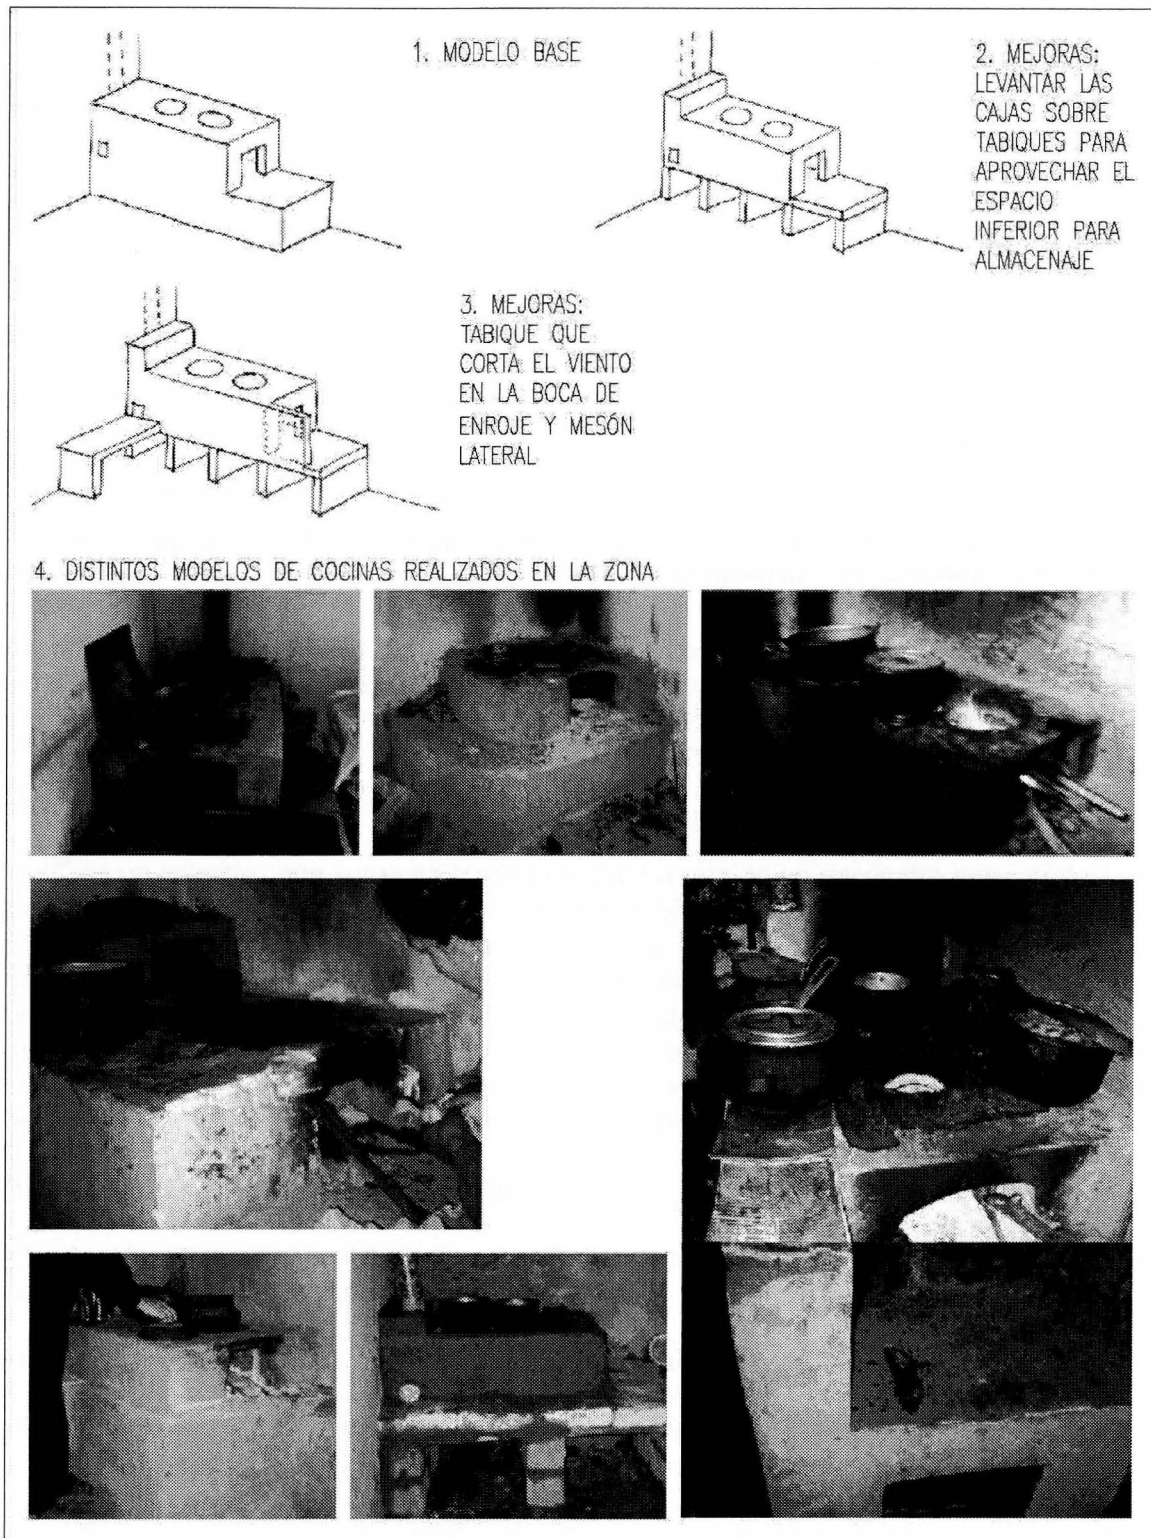 1. MODELO BASE
2. MEJORAS:
LEVANTAR LAS
CAJAS SOBRE
TABIQUES PARA
APROVECHAR EL
ESPACIO
INFERIOR PARA
ALMACENAJE
3. MEJORAS:
TABIQUE QUE
CORTA EL VIENTO
EN LA BOCA DE
ENROJE Y MESÓN
LATERAL
4. DISTINTOS MODELOS DE COCINAS REALIZADOS EN LA ZONA